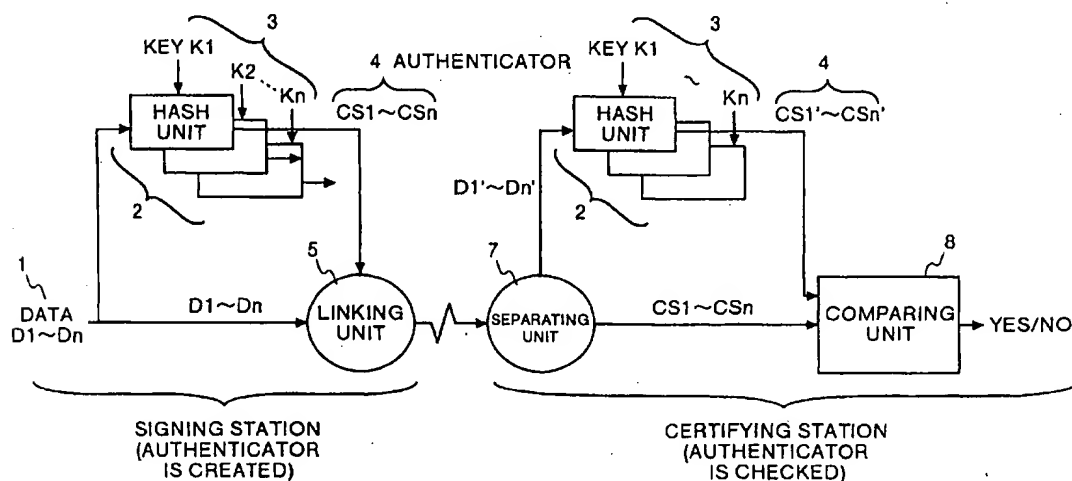 3
KEY K1
K2
Kn
HASH
UNIT
2
4 AUTHENTICATOR
CS1~CSn
1
DATA
D1~Dn
D1~Dn
5
LINKING
UNIT
SIGNING STATION
(AUTHENTICATOR
IS CREATED)
3
KEY K1
~
Kn
HASH
UNIT
2
4
CS1'~CSn'
D1'~Dn'
7
SEPARATING
UNIT
CS1~CSn
8
COMPARING
UNIT
YES/NO
CERTIFYING STATION
(AUTHENTICATOR
IS CHECKED)